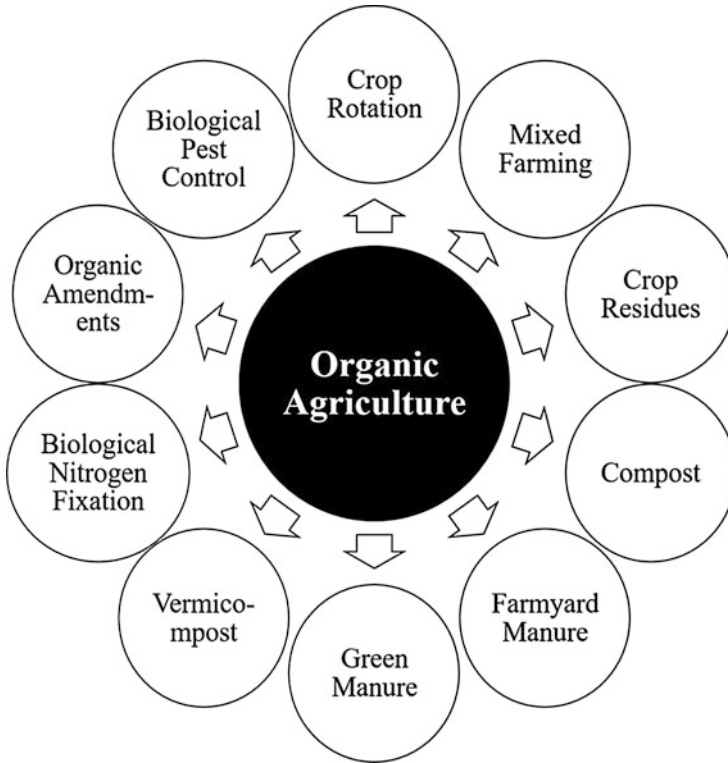 Crop
Rotation
Mixed
Farming
Crop
Residues
Compost
Farmyard
Manure
Green
Manure
Vermico-
mpost
Biological
Nitrogen
Fixation
Organic
Amendm-
ents
Biological
Pest
Control
Organic
Agriculture